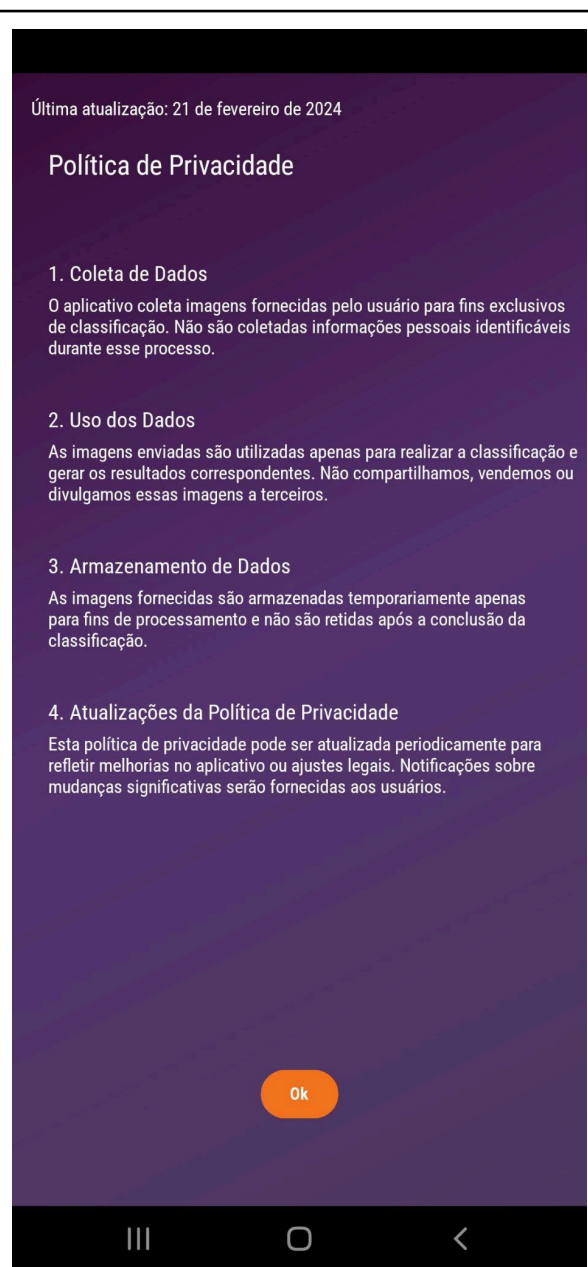 Última atualização: 21 de fevereiro de 2024
Política de Privacidade
1. Coleta de Dados
O aplicativo coleta imagens fornecidas pelo usuário para fins exclusivos
de classificação. Não são coletadas informações pessoais identificáveis
durante esse processo.
2. Uso dos Dados
As imagens enviadas são utilizadas apenas para realizar a classificação e
gerar os resultados correspondentes. Não compartilhamos, vendemos ou
divulgamos essas imagens a terceiros.
3. Armazenamento de Dados
As imagens fornecidas são armazenadas temporariamente apenas
para fins de processamento e não são retidas após a conclusão da
classificação.
4. Atualizações da Política de Privacidade
Esta política de privacidade pode ser atualizada periodicamente para
refletir melhorias no aplicativo ou ajustes legais. Notificações sobre
mudanças significativas serão fornecidas aos usuários.
Ok